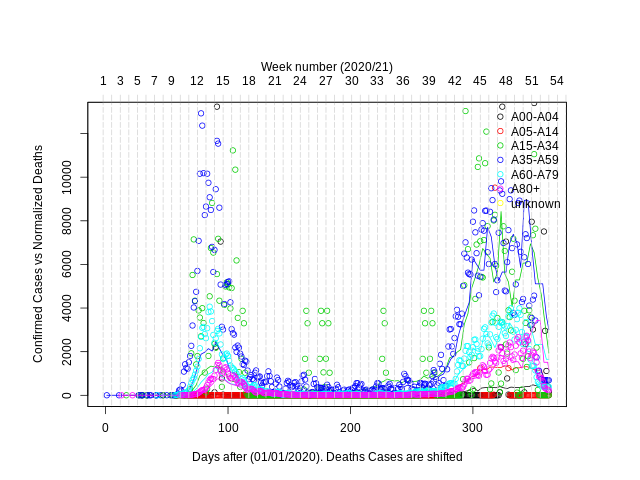 Week number (2020/21)
1 3 5 7 9 12 15 18 21 24 27 30 33 36 39 42 45 48 51 54
Confirmed Cases vs Normalized Deaths
10000
8000
6000
4000
2000
0
A00-A04
A05-A14
A15-A34
A35-A59
A60-A79
A80+
unknown
0 100 200 300
Days after (01/01/2020). Deaths Cases are shifted